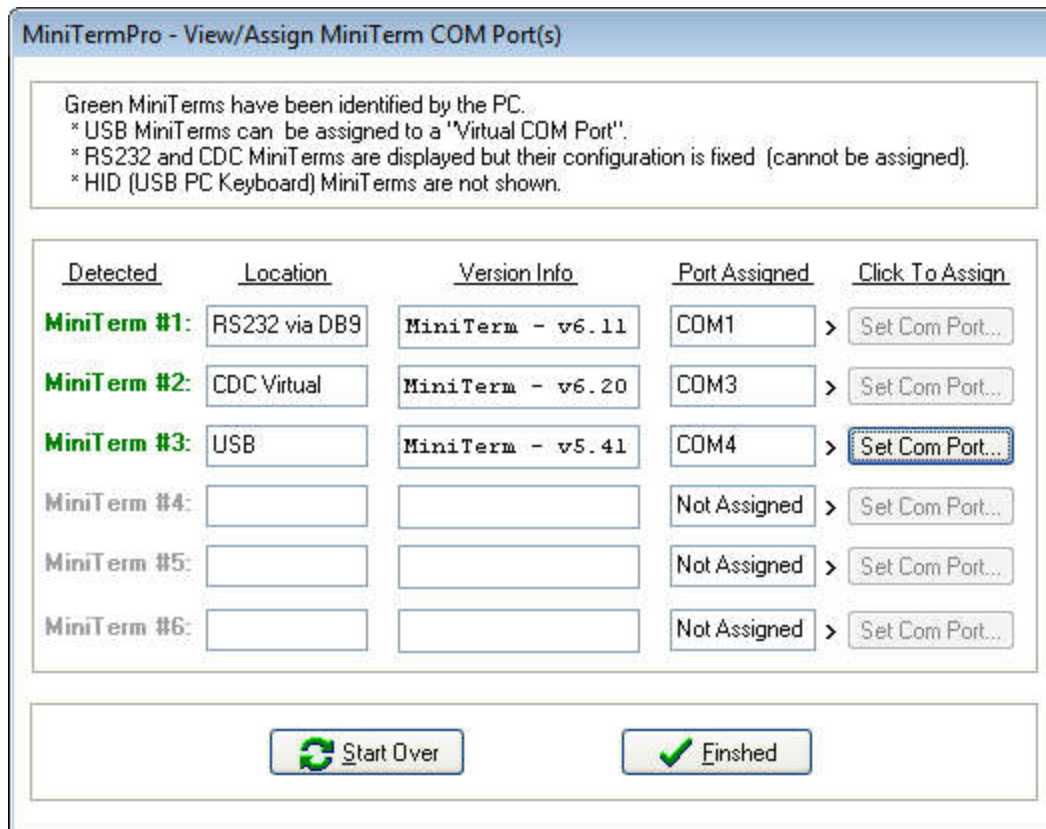 MiniTermPro - View/Assign MiniTerm COM Port(s)
Green MiniTerms have been identified by the PC.
* USB MiniTerms can be assigned to a "Virtual COM Port".
* RS232 and CDC MiniTerms are displayed but their configuration is fixed (cannot be assigned).
* HID (USB PC Keyboard) MiniTerms are not shown.
Detected Location Version Info Port Assigned Click To Assign
MiniTerm #1: RS232 via DB9 MiniTerm - v6.11 COM1 > Set Com Port...
MiniTerm #2: CDC Virtual MiniTerm - v6.20 COM3 > Set Com Port...
MiniTerm #3: USB MiniTerm - v5.41 COM4 > Set Com Port...
MiniTerm #4: Not Assigned > Set Com Port...
MiniTerm #5: Not Assigned > Set Com Port...
MiniTerm #6: Not Assigned > Set Com Port...
Start Over Finshed